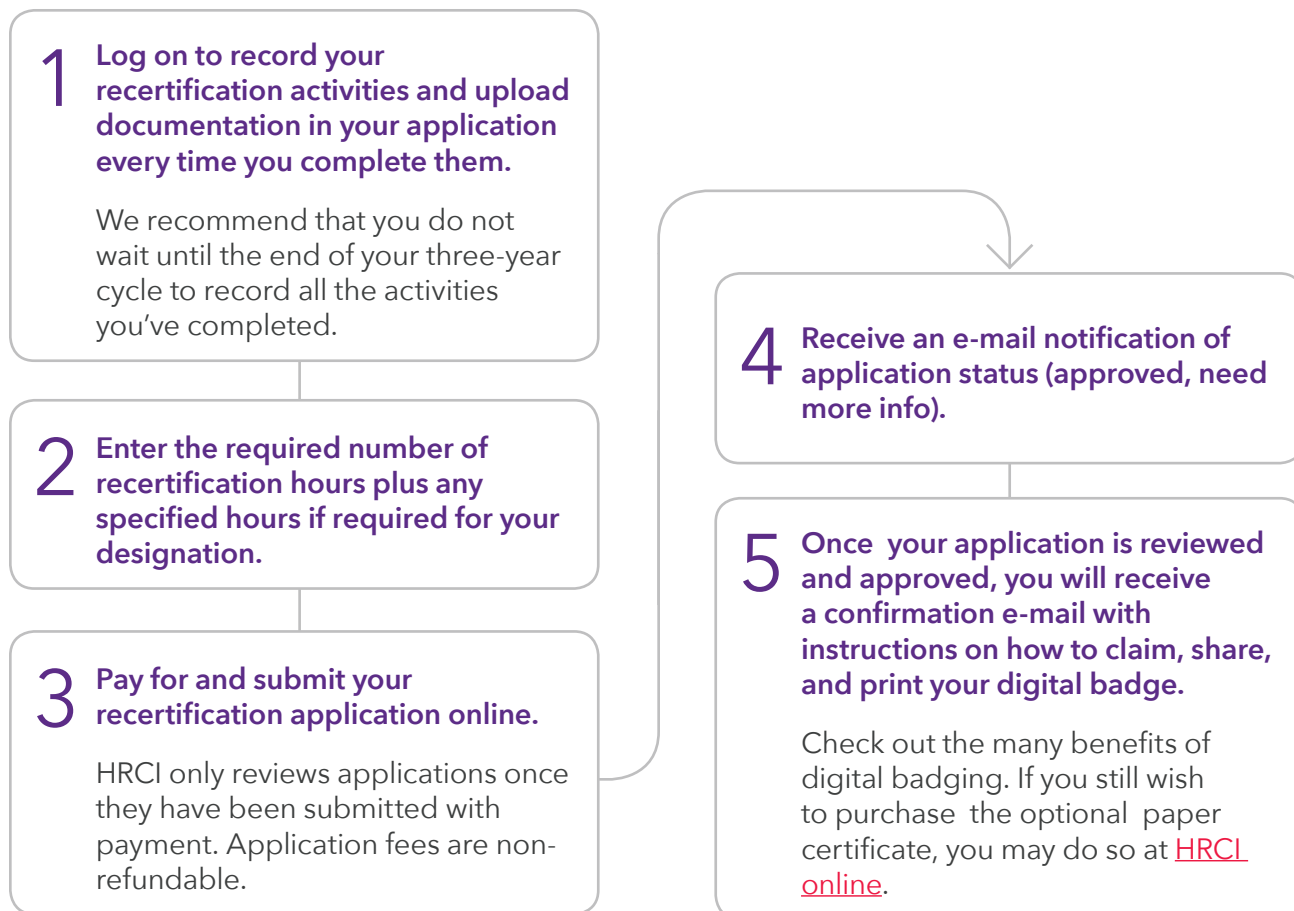 1
Log on to record your
recertification activities and upload
documentation in your application
every time you complete them.
We recommend that you do not
wait until the end of your three-year
cycle to record all the activities
you've completed.
2
Enter the required number of
recertification hours plus any
specified hours if required for your
designation.
3
Pay for and submit your
recertification application online.
HRCI only reviews applications once
they have been submitted with
payment. Application fees are non-
refundable.
4
Receive an e-mail notification of
application status (approved, need
more info).
5
Once your application is reviewed
and approved, you will receive
a confirmation e-mail with
instructions on how to claim, share,
and print your digital badge.
Check out the many benefits of
digital badging. If you still wish
to purchase the optional paper
certificate, you may do so at HRCI
online.